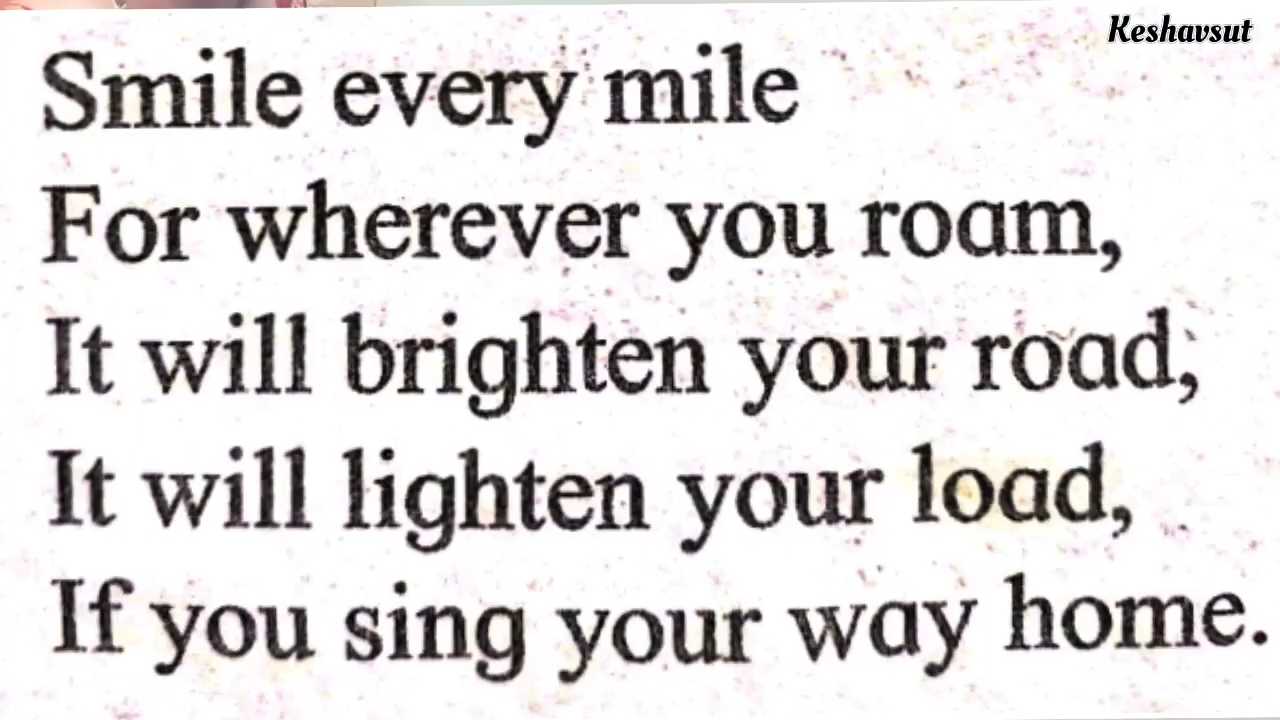 Keshavsut
Smile every mile
For wherever you roam,
It will brighten your road,
It will lighten your load,
If you sing your way home.